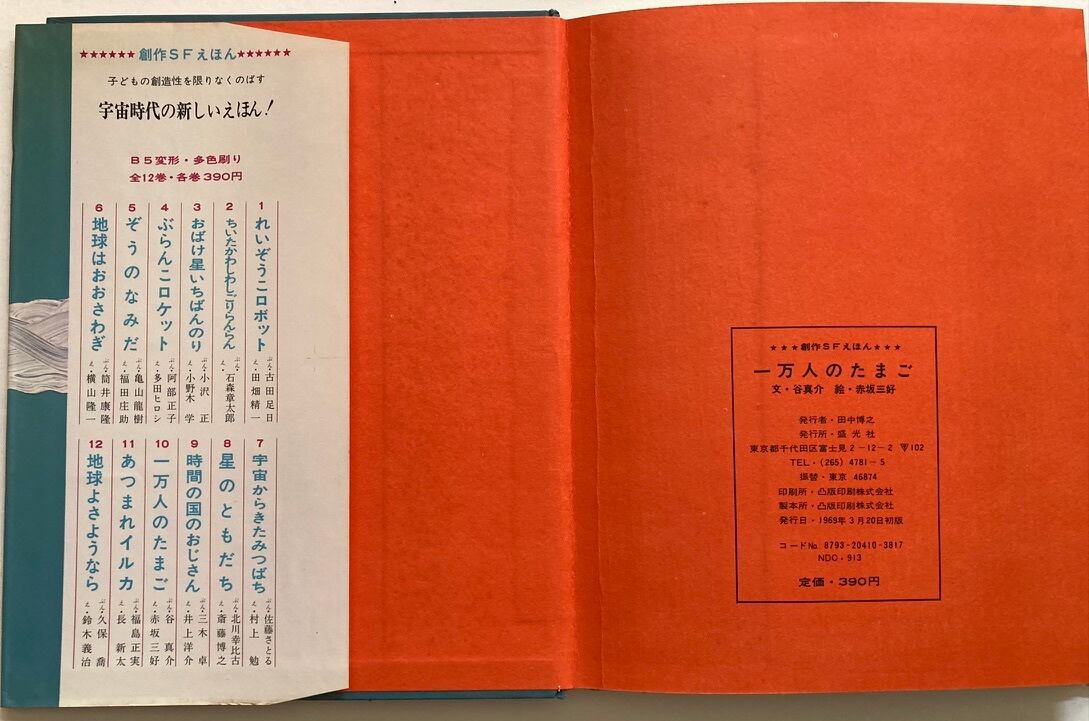 ★★★★★★創作SFえほん★★★★★★
子どもの創造性を限りなくのばす
宇宙時代の新しいえほん!
B5変形・多色刷り
全12巻・各巻390円
1 れいぞうこロボット ぶん・古田足日 え・田畑精一
2 ちいたかわしわしごりらんらん ぶん・え・石森章太郎
3 おばけ星いちばんのり ぶん・小沢正 え・小野木学
4 ぶらんこロケット ぶん・阿部正子 え・多田ヒロシ
5 ぞうのなみだ ぶん・亀山龍樹 え・福田庄助
6 地球はおおさわぎ ぶん・筒井康隆 え・横山隆一
7 宇宙からきたみつばち ぶん・佐藤さとる え・村上勉
8 星のともだち ぶん・北川幸比古 え・斎藤博之
9 時間の国のおじさん ぶん・三木卓 え・井上洋介
10 一万人のたまご ぶん・谷真介 え・赤坂三好
11 あつまれイルカ ぶん・福島正実 え・長新太
12 地球よさようなら ぶん・久保喬 え・鈴木義治
★★★創作SFえほん★★★
一万人のたまご
文・谷真介 絵・赤坂三好
発行者・田中博之
発行所・盛光社
東京都千代田区富士見2-12-2 〒102
TEL・(265) 4781-5
振替・東京 46874
印刷所・凸版印刷株式会社
製本所・凸版印刷株式会社
発行日・1969年3月20日初版
コードNo. 8793-20410-3817
NDC・913
定価・390円